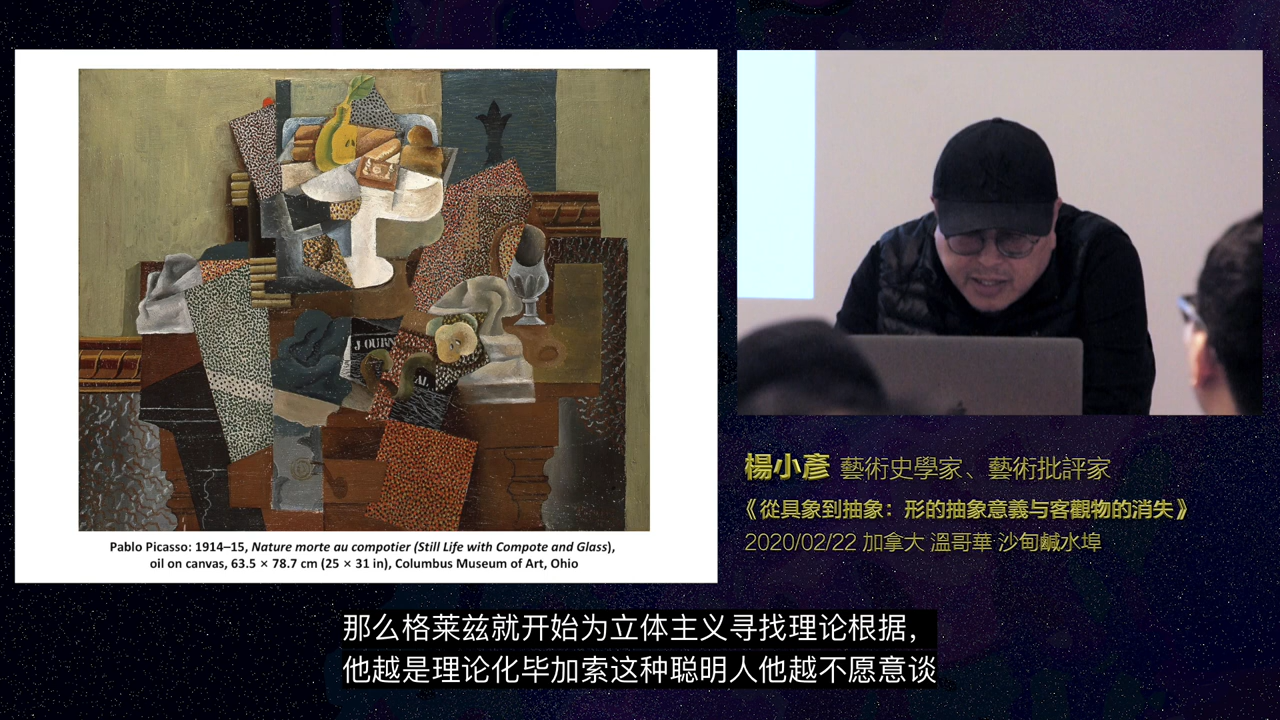 J OURN
AL
Pablo Picasso: 1914–15, Nature morte au compotier (Still Life with Compote and Glass),
oil on canvas, 63.5 × 78.7 cm (25 × 31 in), Columbus Museum of Art, Ohio
楊小彥 藝術史學家、藝術批評家
《從具象到抽象：形的抽象意義与客觀物的消失》
2020/02/22 加拿大 溫哥華 沙甸鹹水埠
那么格莱兹就开始为立体主义寻找理论根据，
他越是理论化毕加索这种聪明人他越不愿意谈